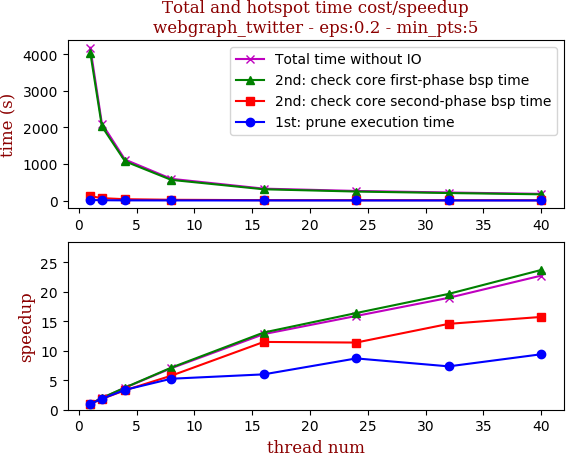 Total and hotspot time cost/speedup
webgraph_twitter - eps:0.2 - min_pts:5
time (s)
4000
3000
2000
1000
0
Total time without IO
2nd: check core first-phase bsp time
2nd: check core second-phase bsp time
1st: prune execution time
0 5 10 15 20 25 30 35 40
speedup
25
20
15
10
5
0
0 5 10 15 20 25 30 35 40
thread num